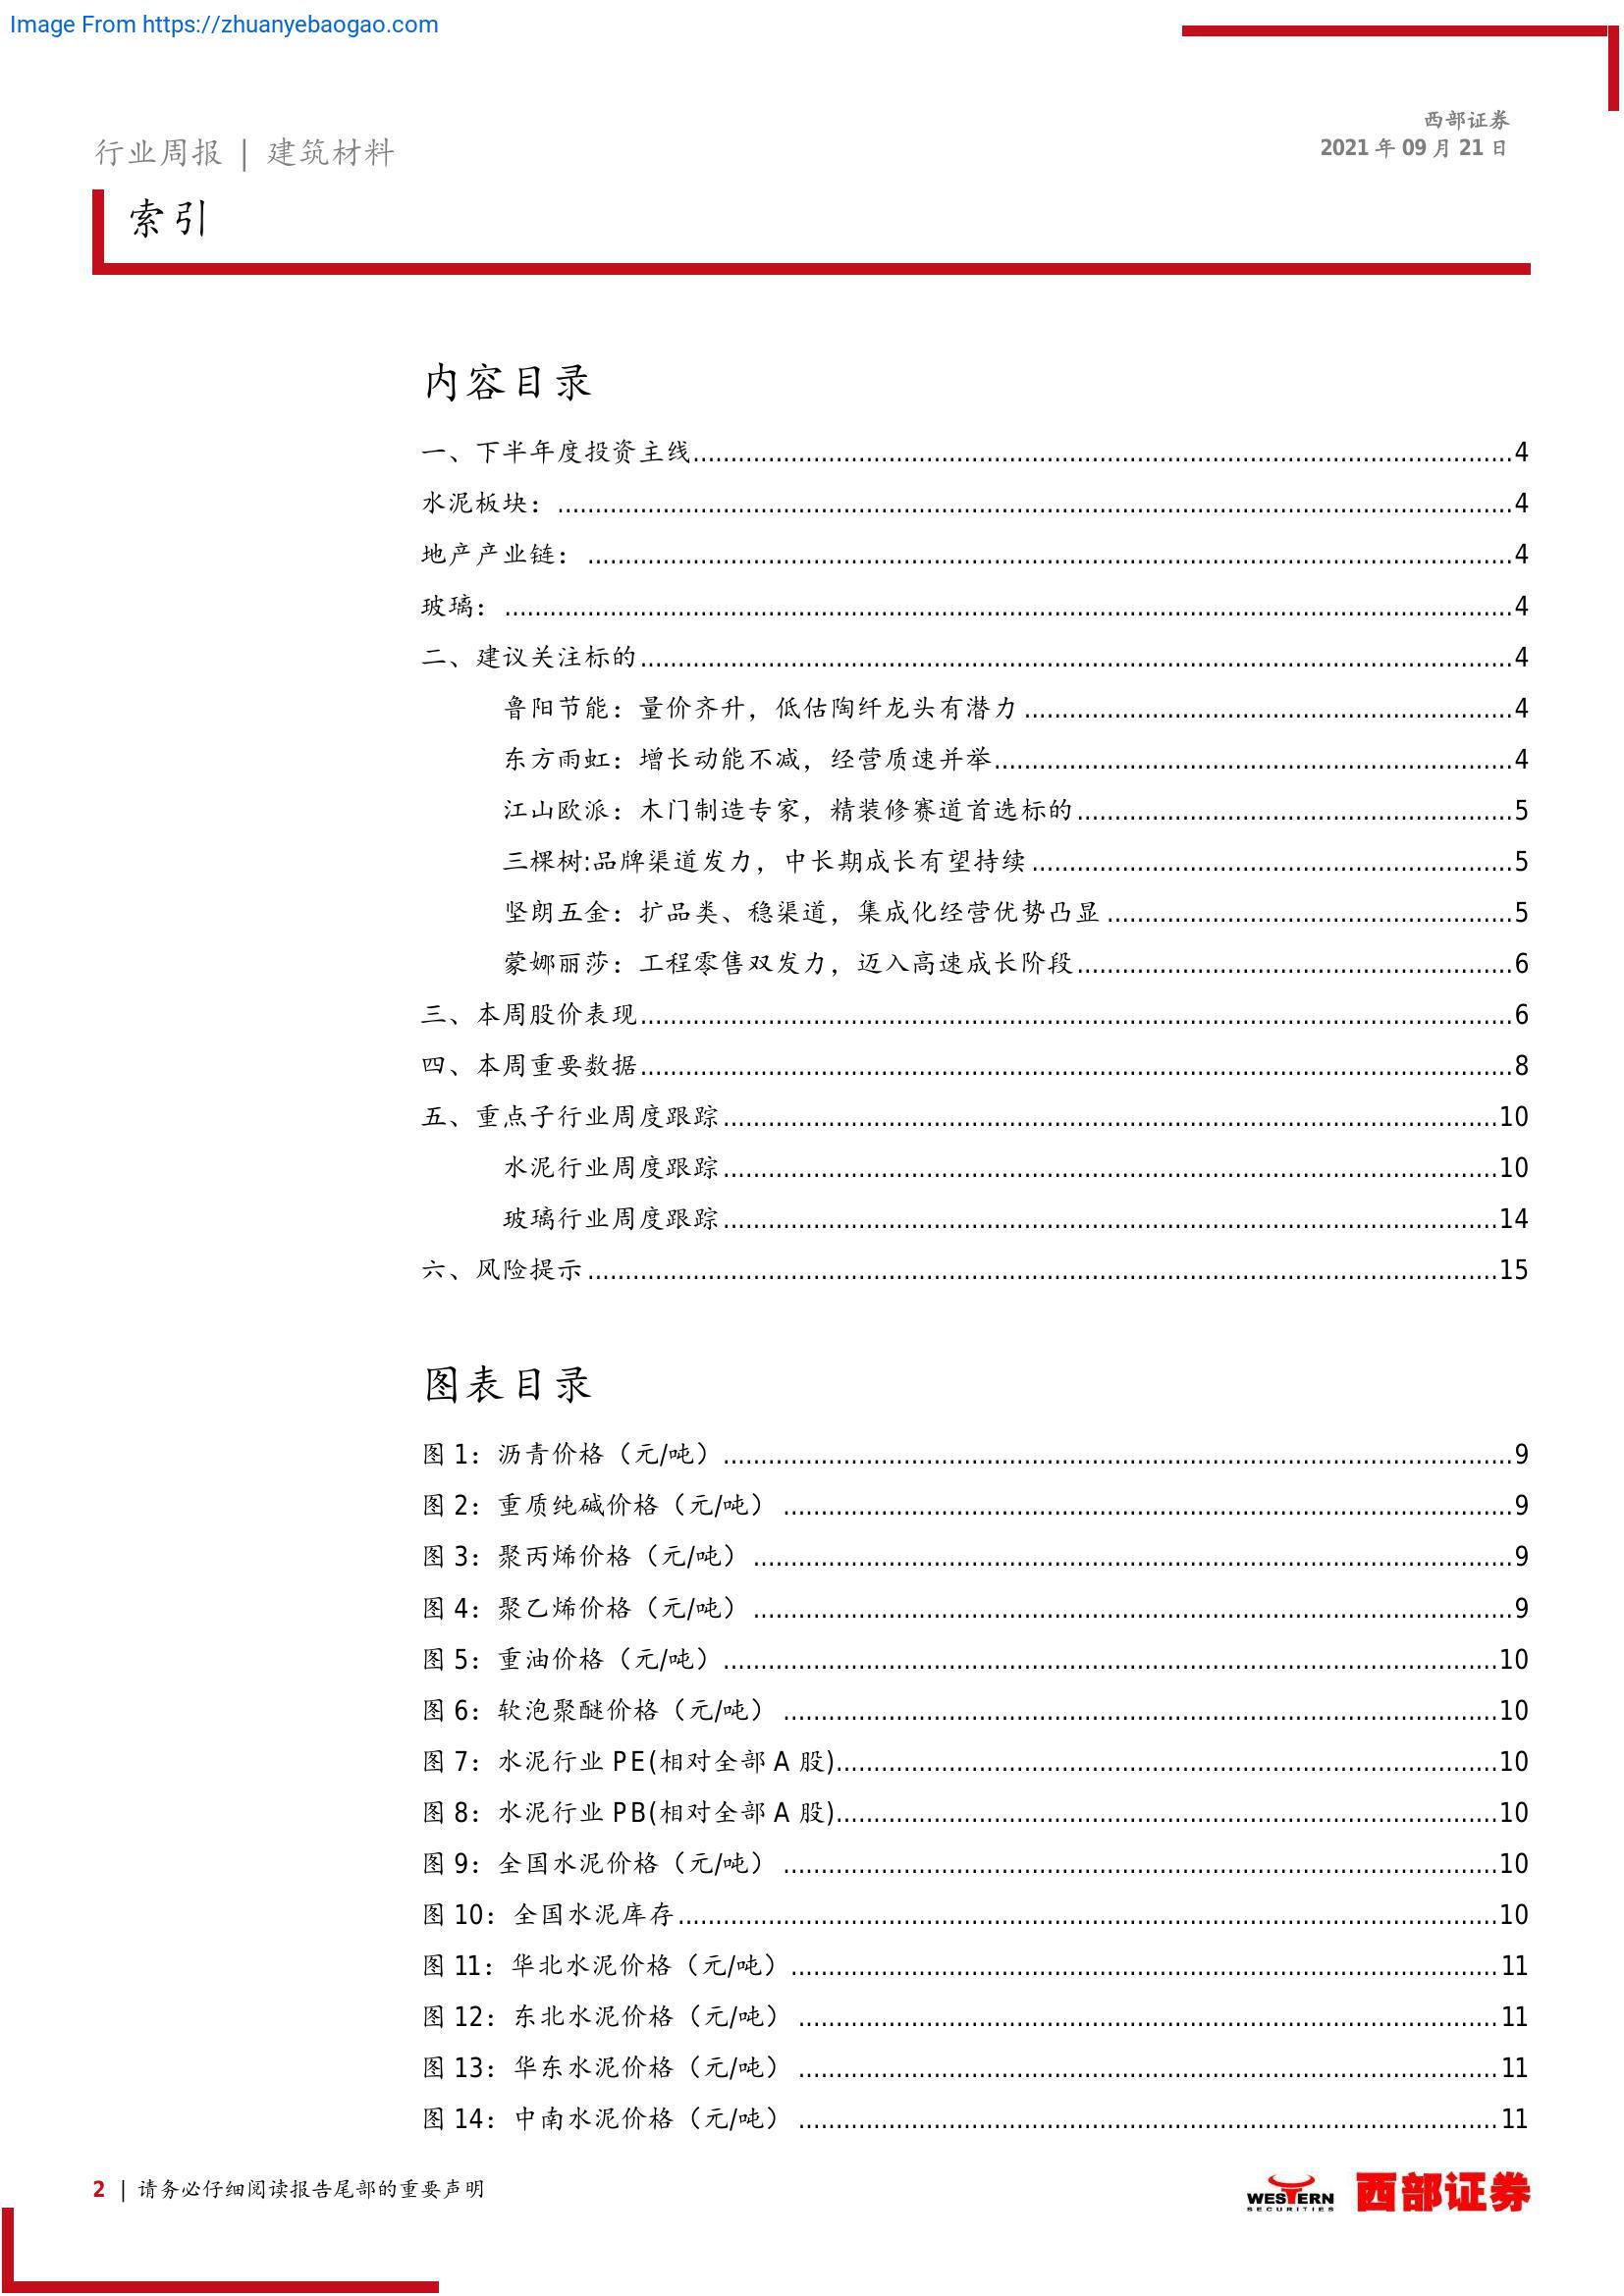 Image From https://zhuanyebaogao.com
西部证券
2021 年 09 月 21 日
行业周报 | 建筑材料
索引
内容目录
一、下半年度投资主线........................4
水泥板块：........................4
地产产业链：........................4
玻璃：........................4
二、建议关注标的........................4
鲁阳节能：量价齐升，低估陶纤龙头有潜力........................4
东方雨虹：增长动能不减，经营质速并举........................4
江山欧派：木门制造专家，精装修赛道首选标的........................5
三棵树:品牌渠道发力，中长期成长有望持续........................5
坚朗五金：扩品类、稳渠道，集成化经营优势凸显........................5
蒙娜丽莎：工程零售双发力，迈入高速成长阶段........................6
三、本周股价表现........................6
四、本周重要数据........................8
五、重点子行业周度跟踪........................10
水泥行业周度跟踪........................10
玻璃行业周度跟踪........................14
六、风险提示........................15
图表目录
图 1：沥青价格（元/吨）........................9
图 2：重质纯碱价格（元/吨）........................9
图 3：聚丙烯价格（元/吨）........................9
图 4：聚乙烯价格（元/吨）........................9
图 5：重油价格（元/吨）........................10
图 6：软泡聚醚价格（元/吨）........................10
图 7：水泥行业 PE(相对全部 A 股)........................10
图 8：水泥行业 PB(相对全部 A 股)........................10
图 9：全国水泥价格（元/吨）........................10
图 10：全国水泥库存........................10
图 11：华北水泥价格（元/吨）........................11
图 12：东北水泥价格（元/吨）........................11
图 13：华东水泥价格（元/吨）........................11
图 14：中南水泥价格（元/吨）........................11
2 | 请务必仔细阅读报告尾部的重要声明
WESTERN
SECURITIES
西部证券